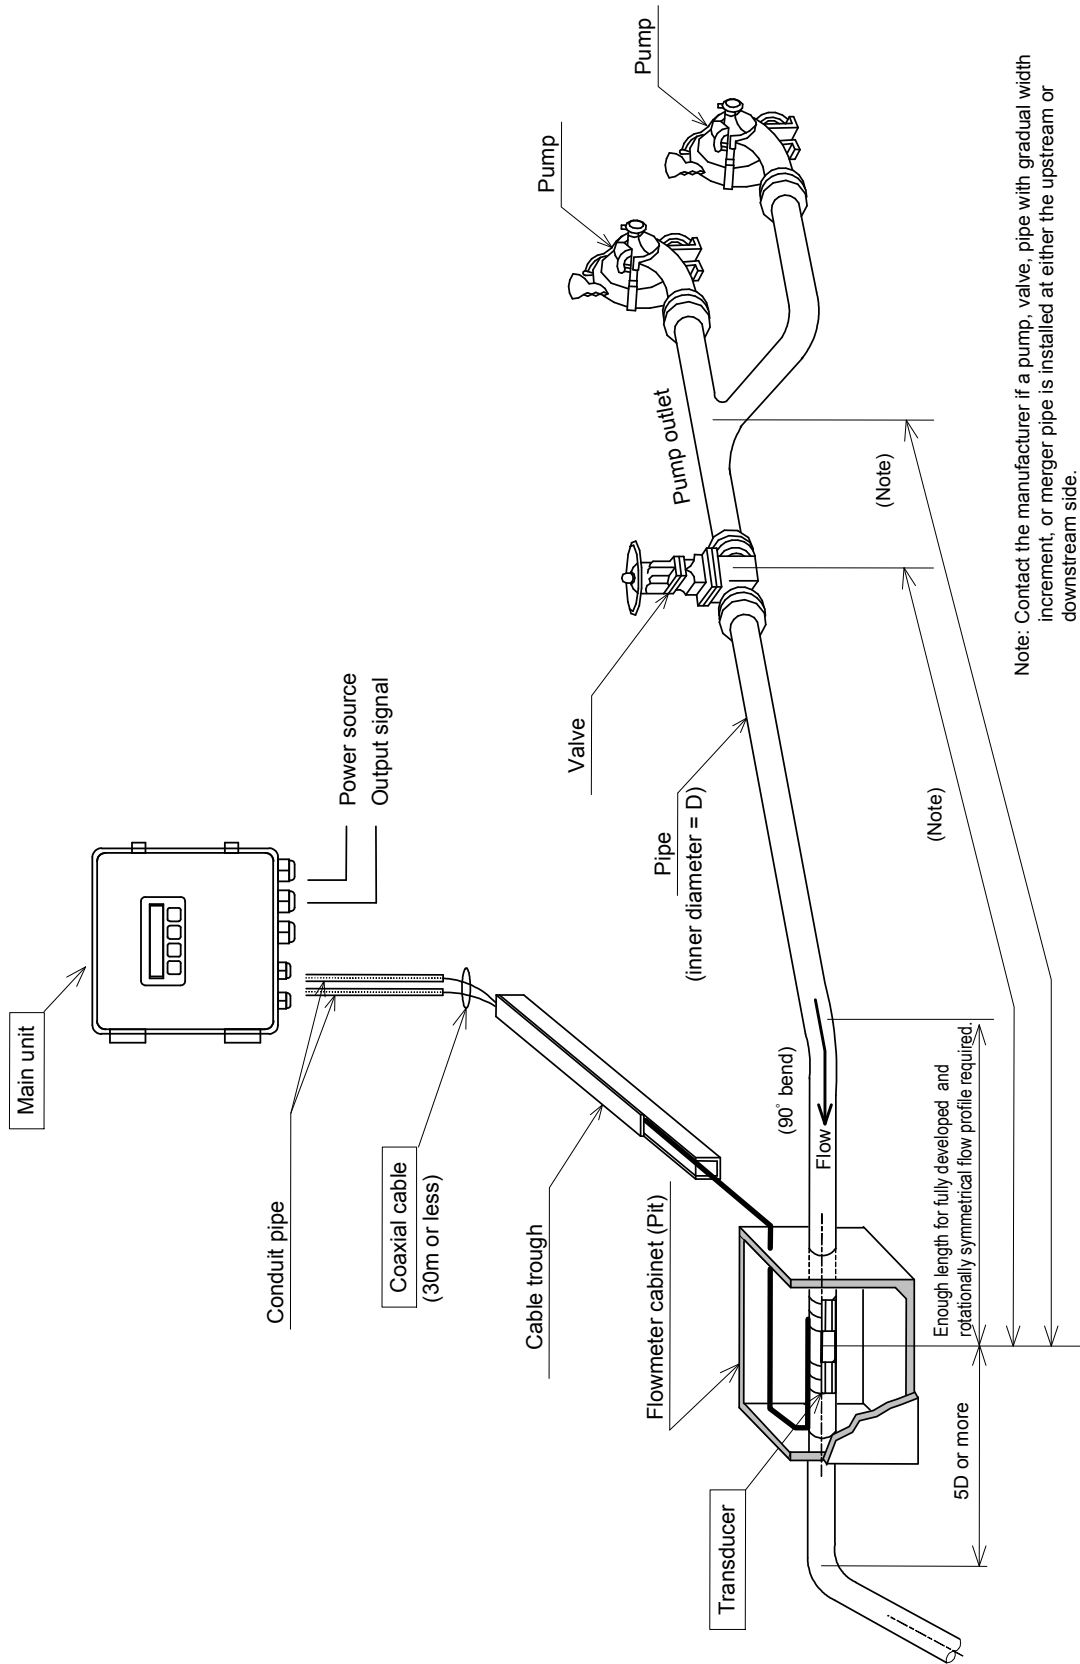 Main unit
Power source
Output signal
Conduit pipe
Coaxial cable
(30m or less)
Cable trough
Flowmeter cabinet (Pit)
Transducer
Valve
Pump
Pump
Pump outlet
Pipe
(inner diameter = D)
(90° bend)
Flow
(Note)
(Note)
Enough length for fully developed and
rotationally symmetrical flow profile required.
5D or more
Note: Contact the manufacturer if a pump, valve, pipe with gradual width
increment, or merger pipe is installed at either the upstream or
downstream side.